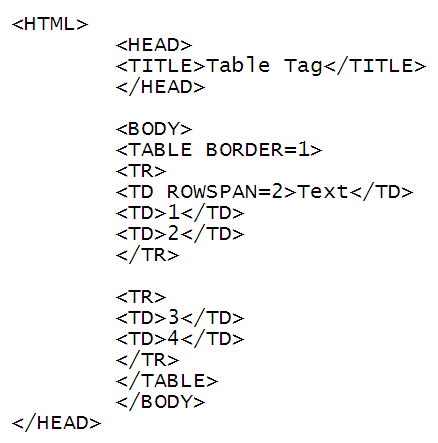 <HTML>
<HEAD>
<TITLE>Table Tag</TITLE>
</HEAD>
<BODY>
<TABLE BORDER=1>
<TR>
<TD ROWSPAN=2>Text</TD>
<TD>1</TD>
<TD>2</TD>
</TR>
<TR>
<TD>3</TD>
<TD>4</TD>
</TR>
</TABLE>
</BODY>
</HEAD>